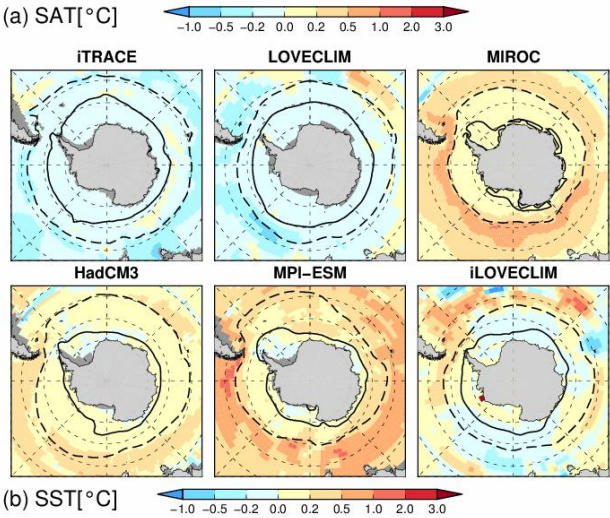 (a) SAT[°C]
-1.0 -0.5 -0.2 0.0 0.2 0.5 1.0 2.0 3.0
iTRACE LOVECLIM MIROC
HadCM3 MPI−ESM iLOVECLIM
(b) SST[°C]
-1.0 -0.5 -0.2 0.0 0.2 0.5 1.0 2.0 3.0